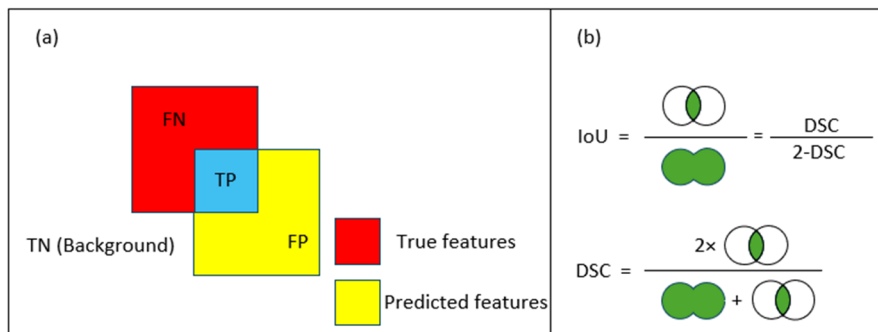 (a)
FN
TP
TN (Background)
FP
True features
Predicted features
(b)
IoU = = DSC
2-DSC
2×
DSC =
+